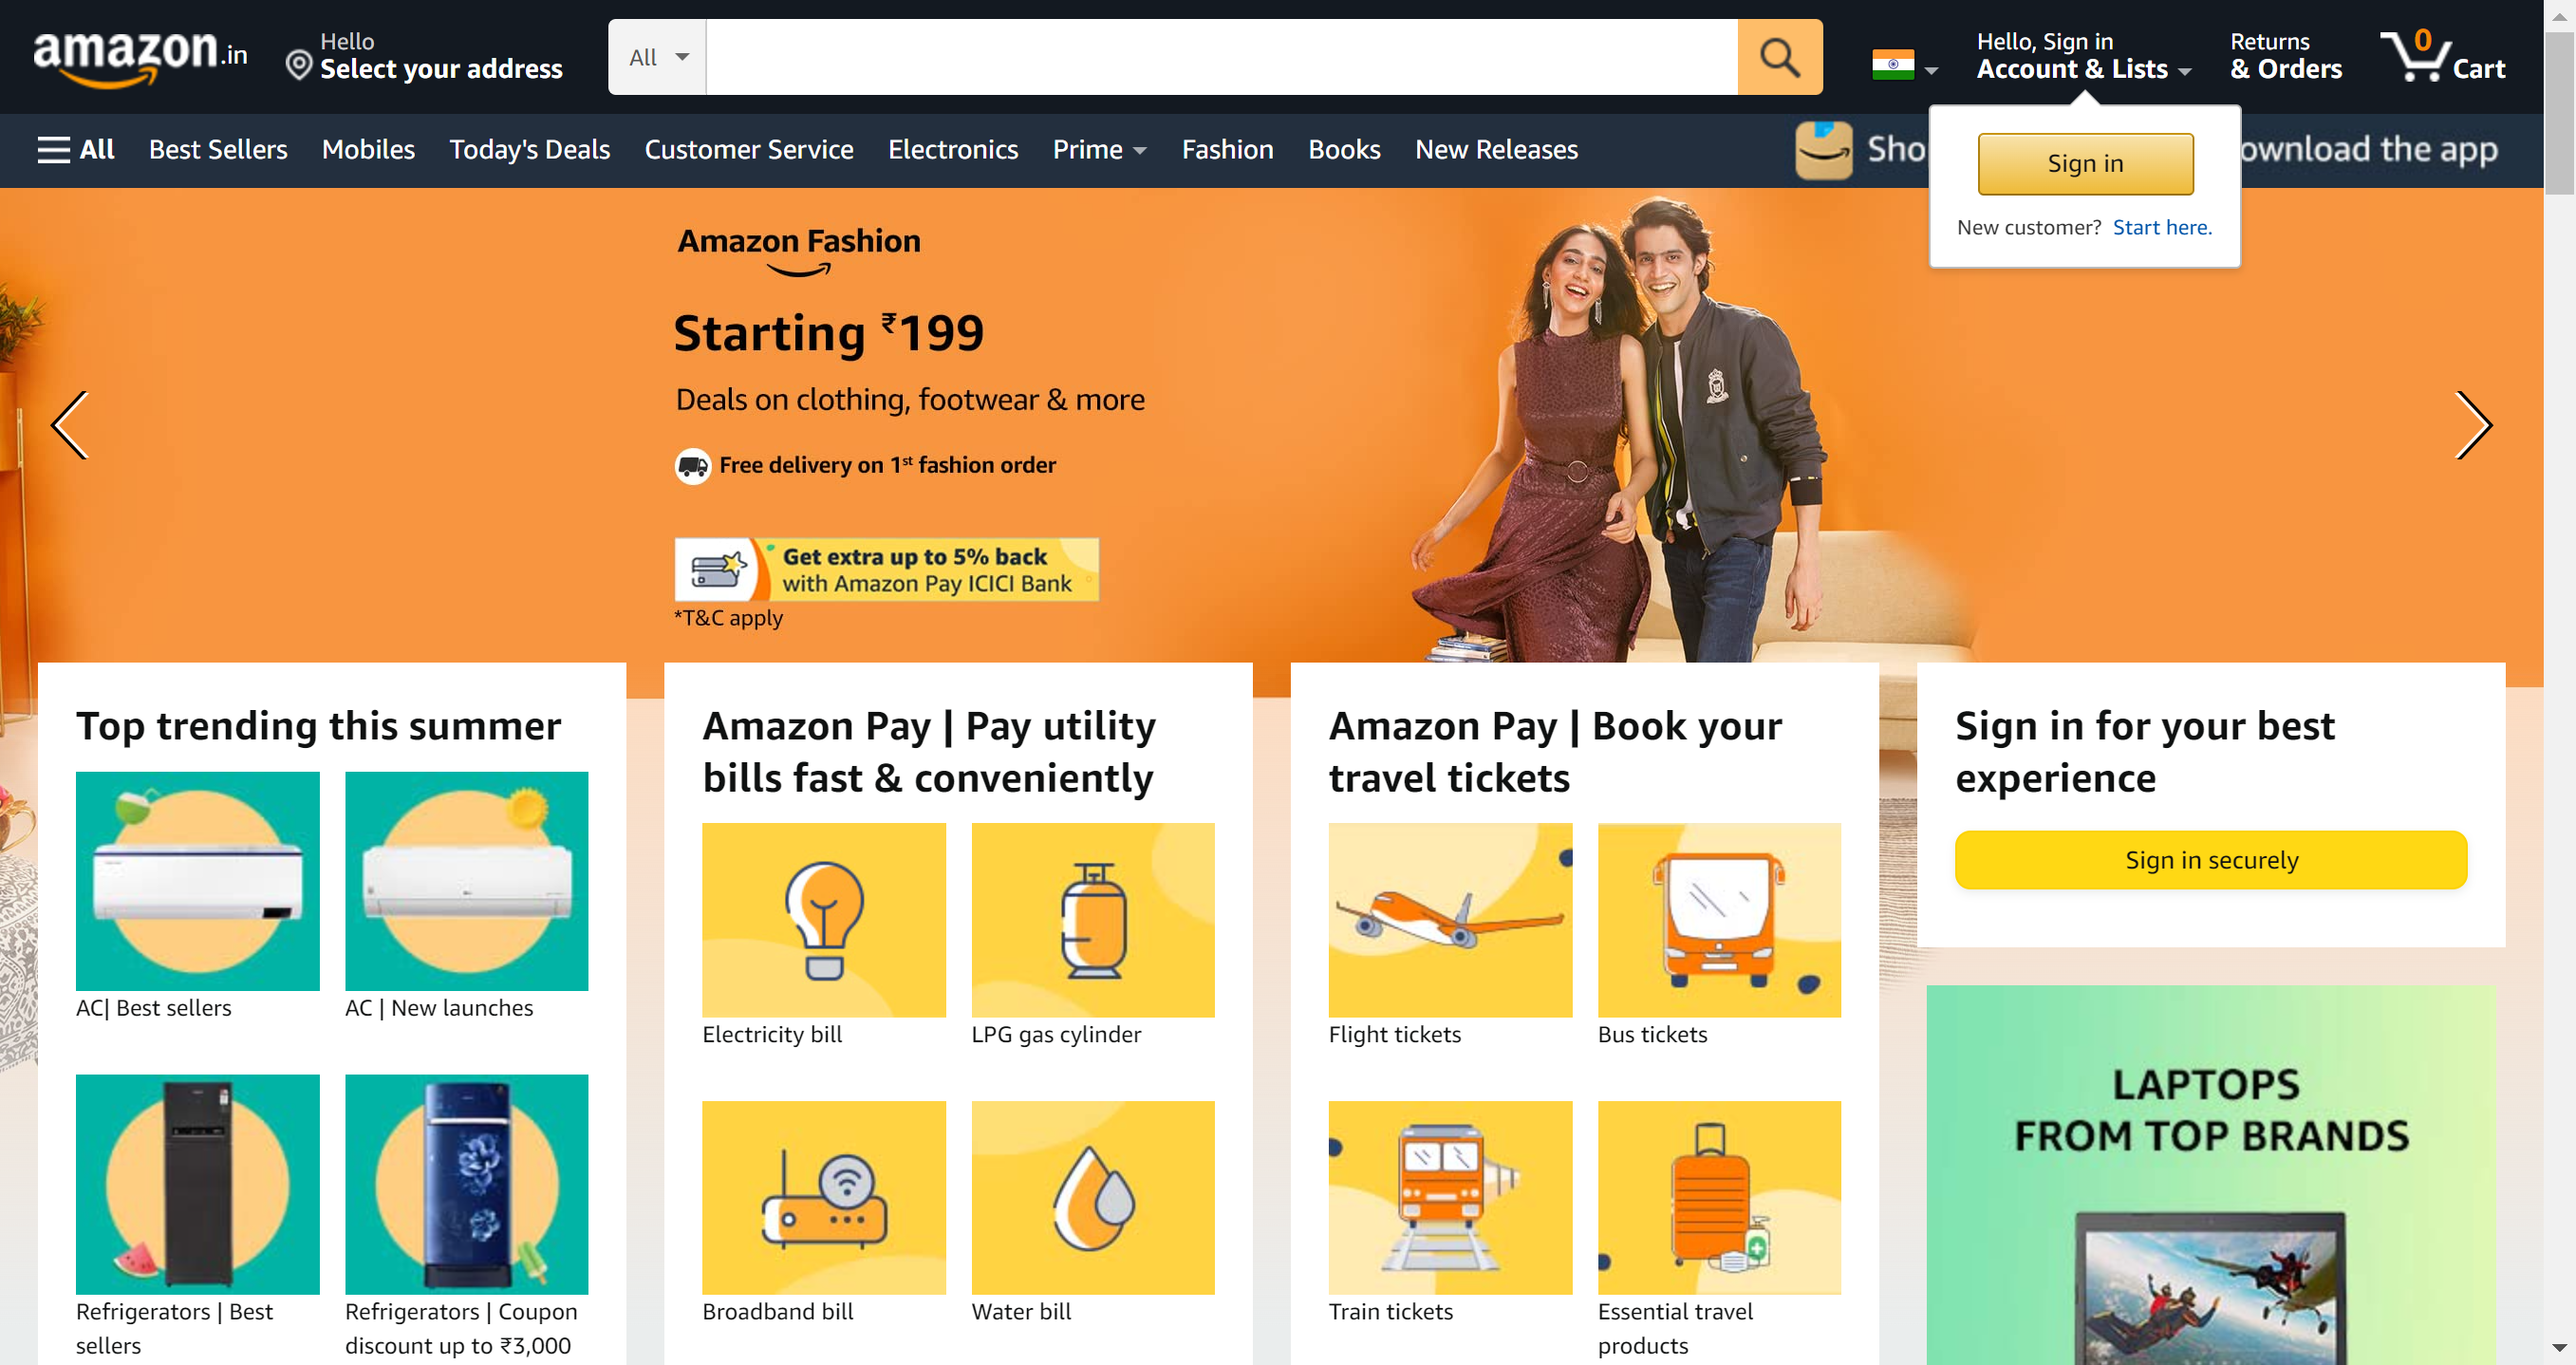 amazon.in
Hello
Select your address
All
Hello, Sign in
Account & Lists
Returns
& Orders
0
Cart
All
Best Sellers
Mobiles
Today's Deals
Customer Service
Electronics
Prime
Fashion
Books
New Releases
Sho
ownload the app
Sign in
New customer? Start here.
Amazon Fashion
Starting ₹199
Deals on clothing, footwear & more
Free delivery on 1st fashion order
Get extra up to 5% back
with Amazon Pay ICICI Bank
*T&C apply
Top trending this summer
AC| Best sellers
AC | New launches
Refrigerators | Best
sellers
Refrigerators | Coupon
discount up to ₹3,000
Amazon Pay | Pay utility
bills fast & conveniently
Electricity bill
LPG gas cylinder
Broadband bill
Water bill
Amazon Pay | Book your
travel tickets
Flight tickets
Bus tickets
Train tickets
Essential travel
products
Sign in for your best
experience
Sign in securely
LAPTOPS
FROM TOP BRANDS